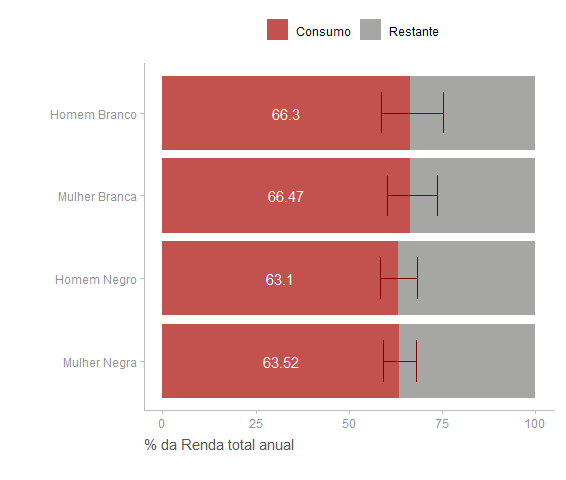 Consumo Restante
Homem Branco 66.3
Mulher Branca 66.47
Homem Negro 63.1
Mulher Negra 63.52
0 25 50 75 100
% da Renda total anual